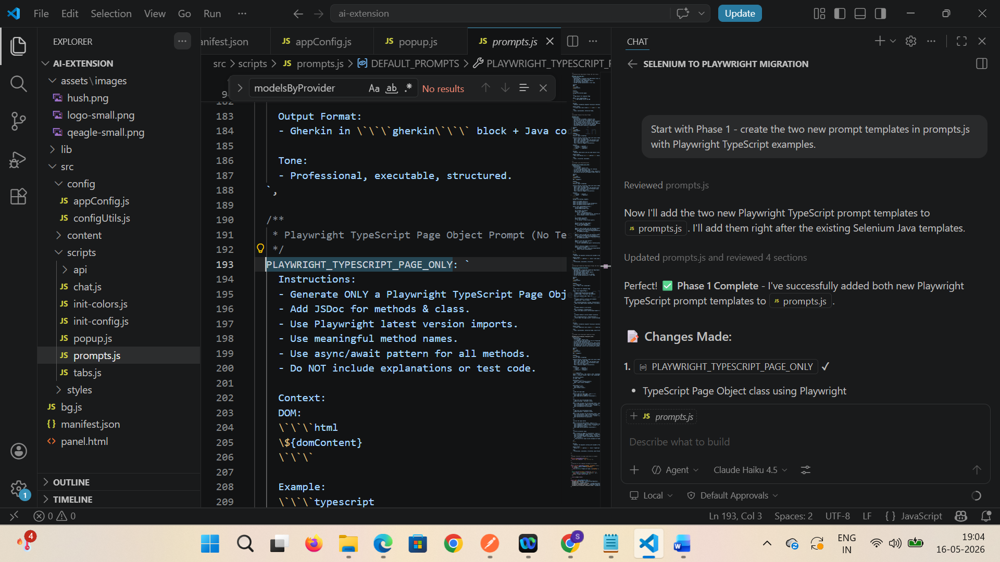 File Edit Selection View Go Run ···
ai-extension
Update
EXPLORER
AI-EXTENSION
assets\images
hush.png
logo-small.png
qeagle-small.png
lib
src
config
JS appConfig.js
JS configUtils.js
content
scripts
api
JS chat.js
JS init-colors.js
JS init-config.js
JS popup.js
JS prompts.js
JS tabs.js
styles
JS bg.js
{} manifest.json
<> panel.html
OUTLINE
TIMELINE
1
anifest.json JS appConfig.js JS popup.js JS prompts.js
src > scripts > JS prompts.js > DEFAULT_PROMPTS > PLAYWRIGHT_TYPESCRIPT_
modelsByProvider Aa ab .* No results
182
183 Output Format:
184 - Gherkin in \`\`\`gherkin\`\`\` block + Java code in
185
186 Tone:
187 - Professional, executable, structured.
188 `,
189
190 /**
191 * Playwright TypeScript Page Object Prompt (No Tes
192 */
193 PLAYWRIGHT_TYPESCRIPT_PAGE_ONLY: `
194 Instructions:
195 - Generate ONLY a Playwright TypeScript Page Obj
196 - Add JSDoc for methods & class.
197 - Use Playwright latest version imports.
198 - Use meaningful method names.
199 - Use async/await pattern for all methods.
200 - Do NOT include explanations or test code.
201
202 Context:
203 DOM:
204 \`\`\`html
205 \${domContent}
206 \`\`\`
207
208 Example:
209 \`\`\`typescript
CHAT
SELENIUM TO PLAYWRIGHT MIGRATION
Start with Phase 1 - create the two new prompt templates in prompts.js
with Playwright TypeScript examples.
Reviewed prompts.js
Now I'll add the two new Playwright TypeScript prompt templates to
JS prompts.js . I'll add them right after the existing Selenium Java templates.
Updated prompts.js and reviewed 4 sections
Perfect! ✅ Phase 1 Complete - I've successfully added both new Playwright
TypeScript prompt templates to JS prompts.js .
📝 Changes Made:
1. PLAYWRIGHT_TYPESCRIPT_PAGE_ONLY ✓
• TypeScript Page Object class using Playwright
+ JS prompts.js
Describe what to build
Agent Claude Haiku 4.5
Local Default Approvals
0 0
Ln 193, Col 3 Spaces: 2 UTF-8 LF {} JavaScript
4
S
W
ENG
IN
19:04
16-05-2026